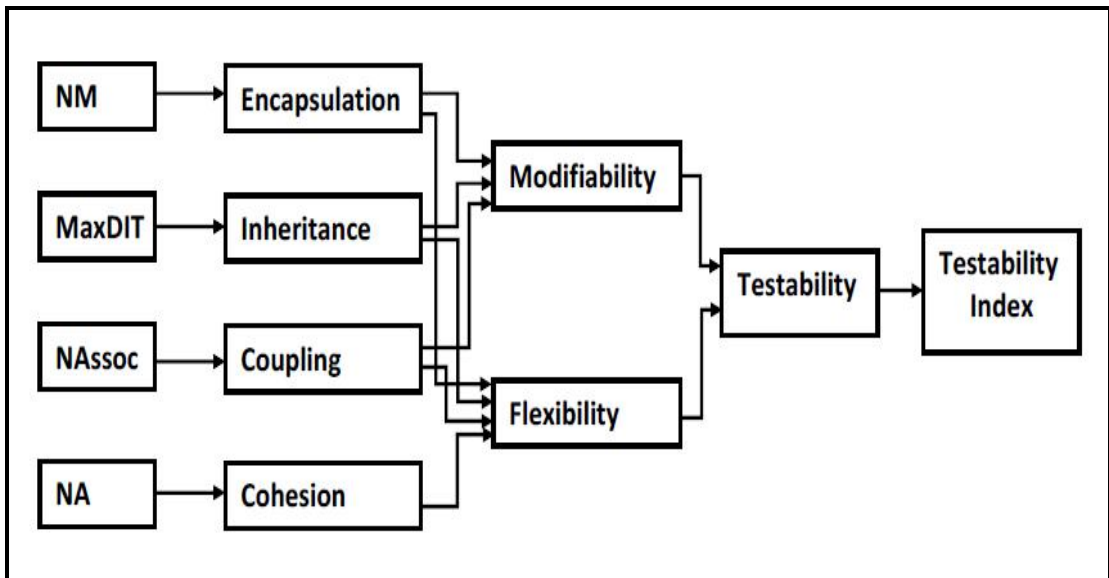 NM
Encapsulation
MaxDIT
Inheritance
NAssoc
Coupling
NA
Cohesion
Modifiability
Flexibility
Testability
Testability
Index